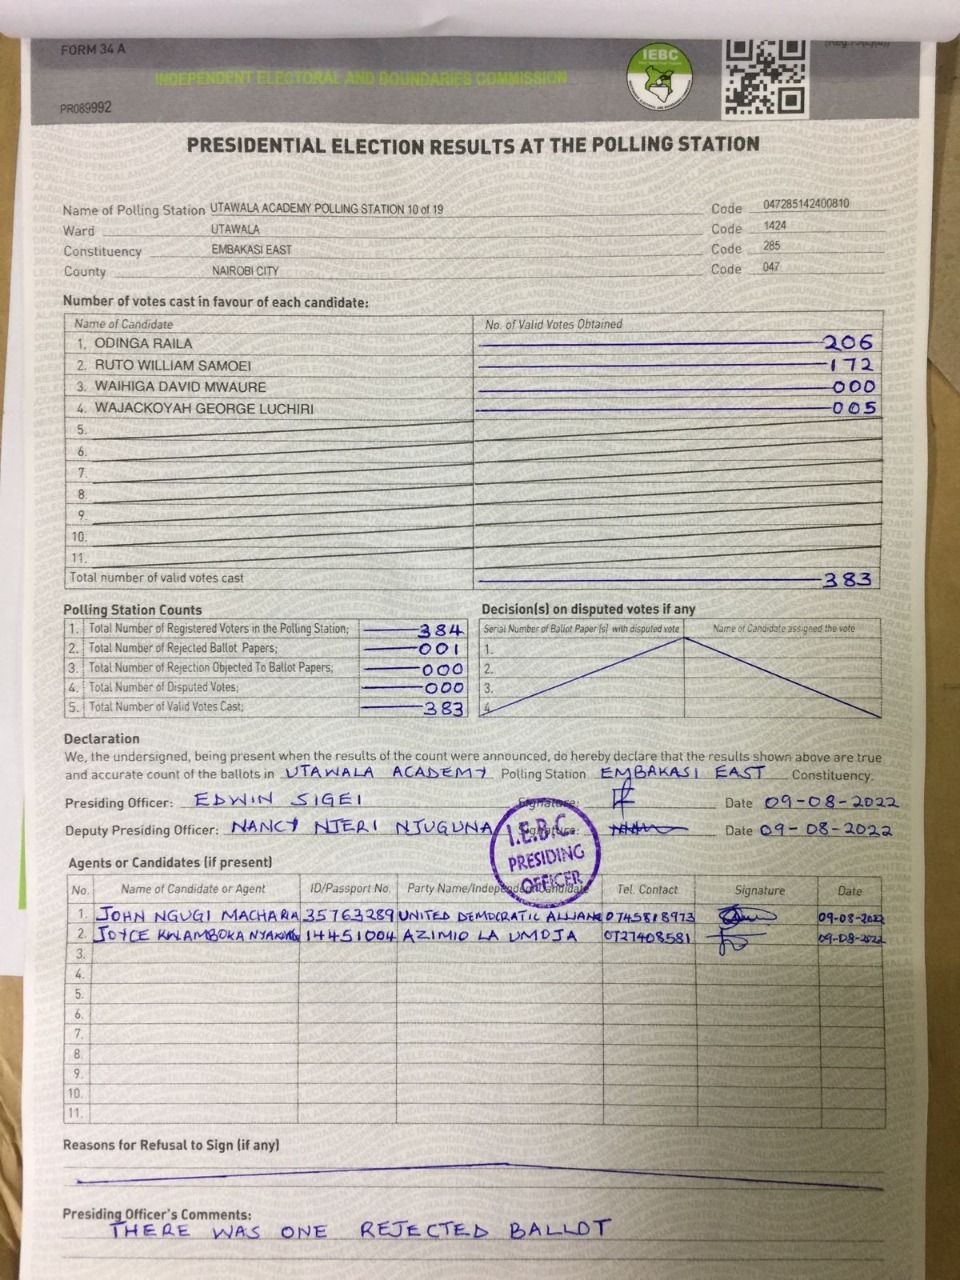 FORM 34 A
IEBC
INDEPENDENT ELECTORAL AND BOUNDARIES COMMISSION
PR089992
PRESIDENTIAL ELECTION RESULTS AT THE POLLING STATION
Name of Polling Station UTAWALA ACADEMY POLLING STATION 10 of 19 Code 047285142400810
Ward UTAWALA Code 1424
Constituency EMBAKASI EAST Code 285
County NAIROBI CITY Code 047
Number of votes cast in favour of each candidate:
Name of Candidate No. of Valid Votes Obtained
1. ODINGA RAILA 206
2. RUTO WILLIAM SAMOEI 172
3. WAIHIGA DAVID MWAURE 000
4. WAJACKOYAH GEORGE LUCHIRI 005
5.
6.
7.
8.
9.
10.
11.
Total number of valid votes cast 383
Polling Station Counts
1. Total Number of Registered Voters in the Polling Station; 384
2. Total Number of Rejected Ballot Papers; 001
3. Total Number of Rejection Objected To Ballot Papers; 000
4. Total Number of Disputed Votes; 000
5. Total Number of Valid Votes Cast; 383
Decision(s) on disputed votes if any
Serial Number of Ballot Paper (s) with disputed vote Name of Candidate assigned the vote
1.
2.
3.
4.
Declaration
We, the undersigned, being present when the results of the count were announced, do hereby declare that the results shown above are true
and accurate count of the ballots in UTAWALA ACADEMY Polling Station EMBAKASI EAST Constituency.
Presiding Officer: EDWIN SIGEI Signature: Date 09-08-2022
Deputy Presiding Officer: NANCY NJERI NJUGUNA Signature: Date 09-08-2022
I.E.B.C.
PRESIDING
OFFICER
Agents or Candidates (if present)
No. Name of Candidate or Agent ID/Passport No. Party Name/Independent Candidate Tel. Contact Signature Date
1. JOHN NGUGI MACHARA 35763289 UNITED DEMOCRATIC 0745818973 09-08-2022
2. JOYCE KWAMBOKA 14451004 AZIMIO LA UMOJA 0727408581 09-08-2022
3.
4.
5.
6.
7.
8.
9.
10.
11.
Reasons for Refusal to Sign (if any)
Presiding Officer's Comments:
THERE WAS ONE REJECTED BALLOT